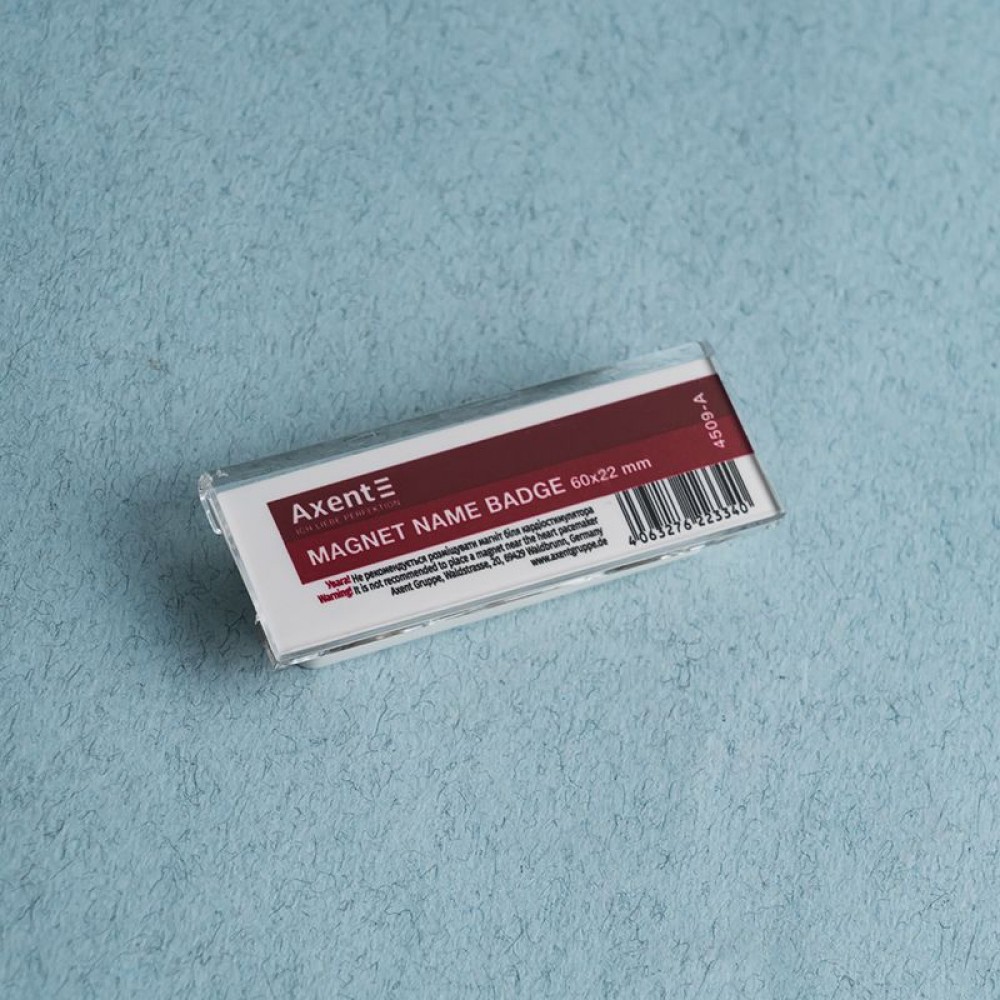 Axent
ICH LIEBE PERFEKTION
MAGNET NAME BADGE 60x22 mm
4509-A
Увага! Не рекомендується розміщувати магніт біля кардіостимулятора
Warning! It is not recommended to place a magnet near the heart pacemaker
Axent Gruppe, Waldstrasse, 20, 89429 Waldbrunn, Germany
www.axentgruppe.de
4 063276 223340